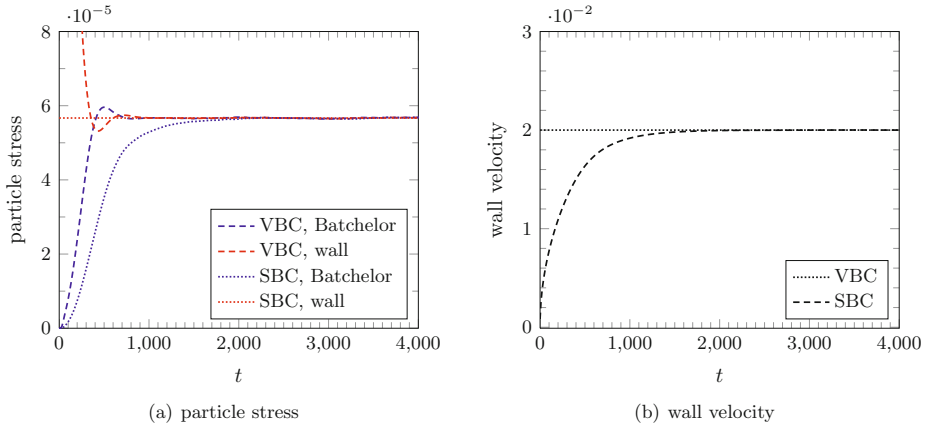 ·10⁻⁵
8
6
4
2
0
particle stress
0
1,000
2,000
3,000
4,000
t
VBC, Batchelor
VBC, wall
SBC, Batchelor
SBC, wall
(a) particle stress
·10⁻²
3
2
1
0
wall velocity
0
1,000
2,000
3,000
4,000
t
VBC
SBC
(b) wall velocity